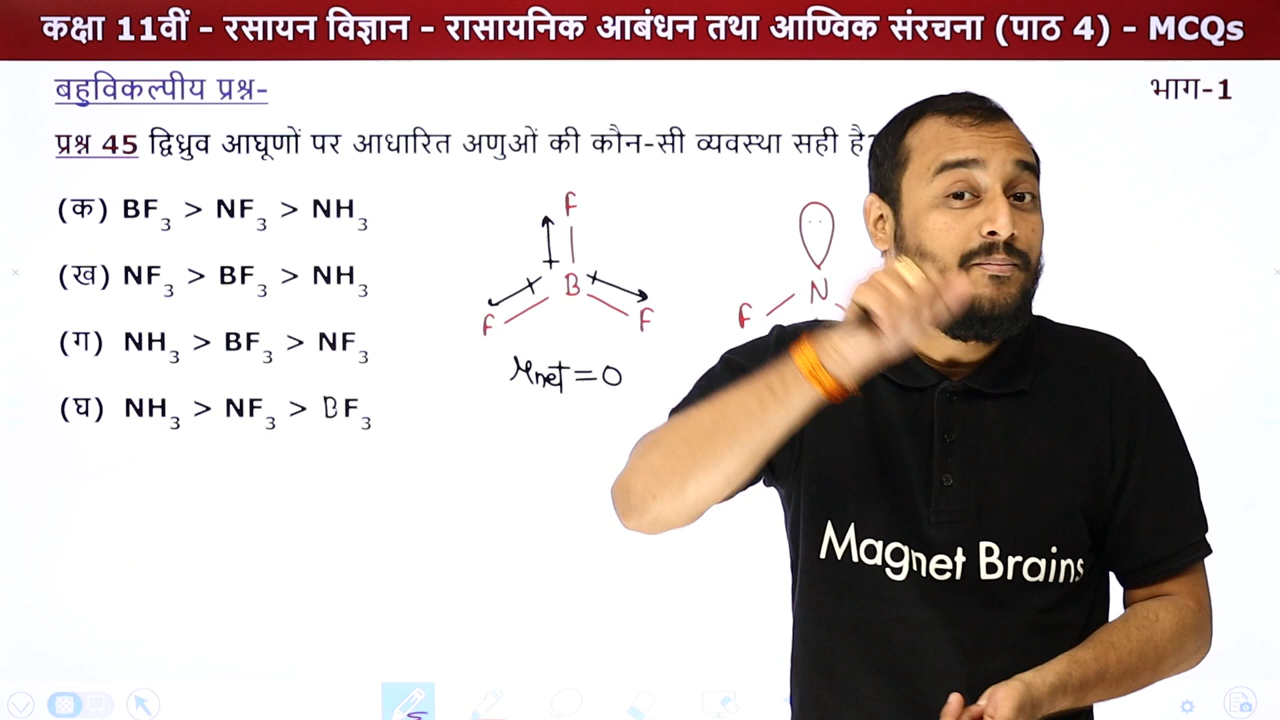 कक्षा 11वीं - रसायन विज्ञान - रासायनिक आबंधन तथा आण्विक संरचना (पाठ 4) - MCQs
बहुविकल्पीय प्रश्न-
भाग-1
प्रश्न 45 द्विध्रुव आघूणों पर आधारित अणुओं की कौन-सी व्यवस्था सही है?
(क) BF₃ > NF₃ > NH₃
(ख) NF₃ > BF₃ > NH₃
(ग) NH₃ > BF₃ > NF₃
(घ) NH₃ > NF₃ > BF₃
F
B
F F
μnet = 0
N
F
Magnet Brains